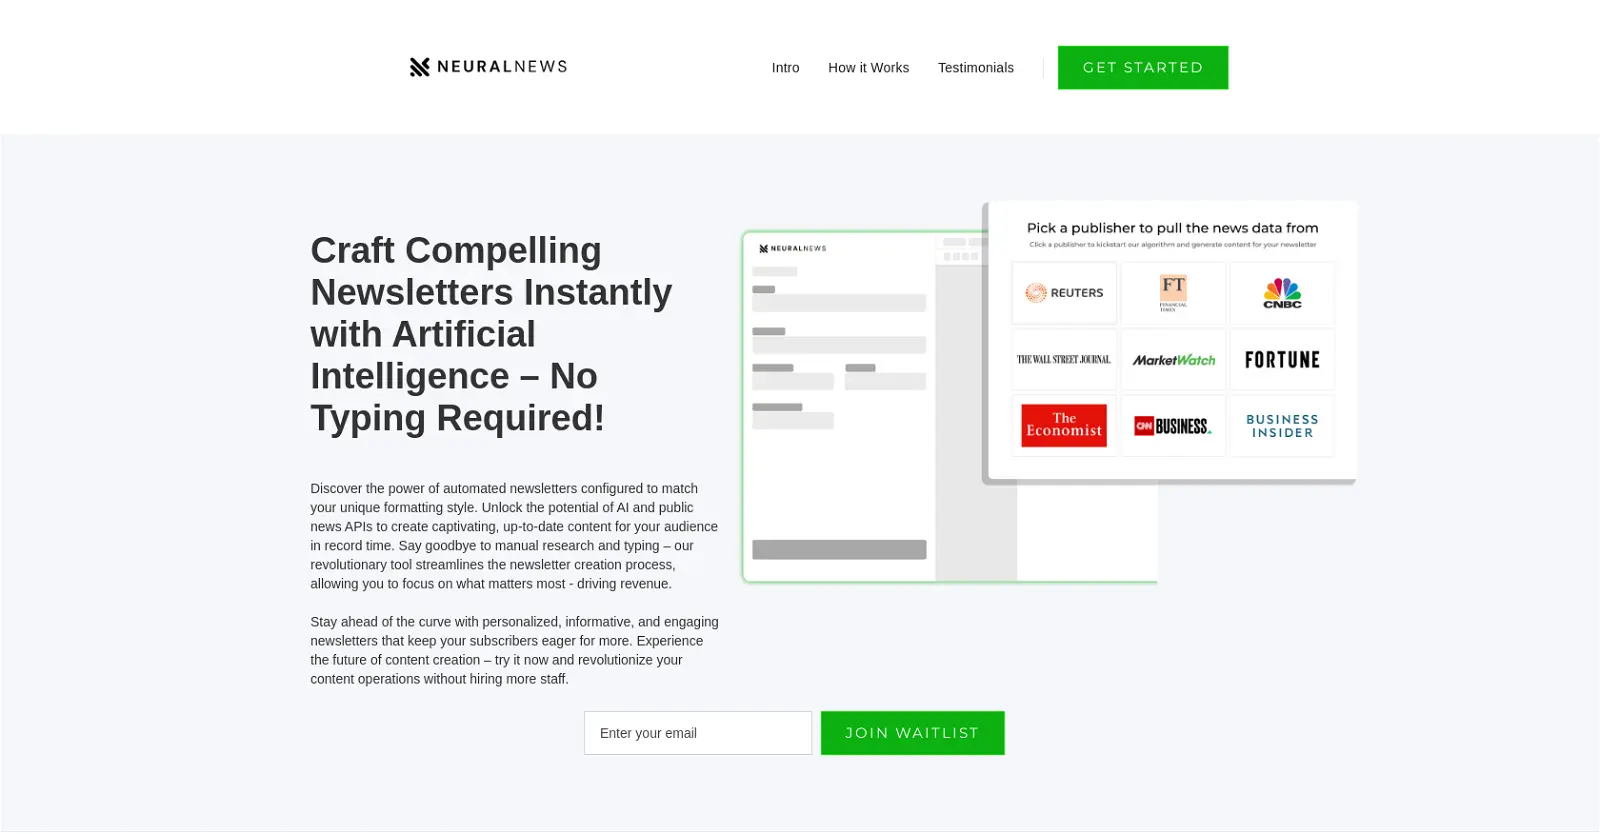 NEURALNEWS
Intro
How it Works
Testimonials
GET STARTED
Craft Compelling
Newsletters Instantly
with Artificial
Intelligence – No
Typing Required!
Discover the power of automated newsletters configured to match
your unique formatting style. Unlock the potential of AI and public
news APIs to create captivating, up-to-date content for your audience
in record time. Say goodbye to manual research and typing – our
revolutionary tool streamlines the newsletter creation process,
allowing you to focus on what matters most - driving revenue.
Stay ahead of the curve with personalized, informative, and engaging
newsletters that keep your subscribers eager for more. Experience
the future of content creation – try it now and revolutionize your
content operations without hiring more staff.
NEURALNEWS
Pick a publisher to pull the news data from
Click a publisher to kickstart our algorithm and generate content for your newsletter
REUTERS
FT
FINANCIAL
TIMES
CNBC
THE WALL STREET JOURNAL
MarketWatch
FORTUNE
The
Economist
CNN BUSINESS
BUSINESS
INSIDER
Enter your email
JOIN WAITLIST